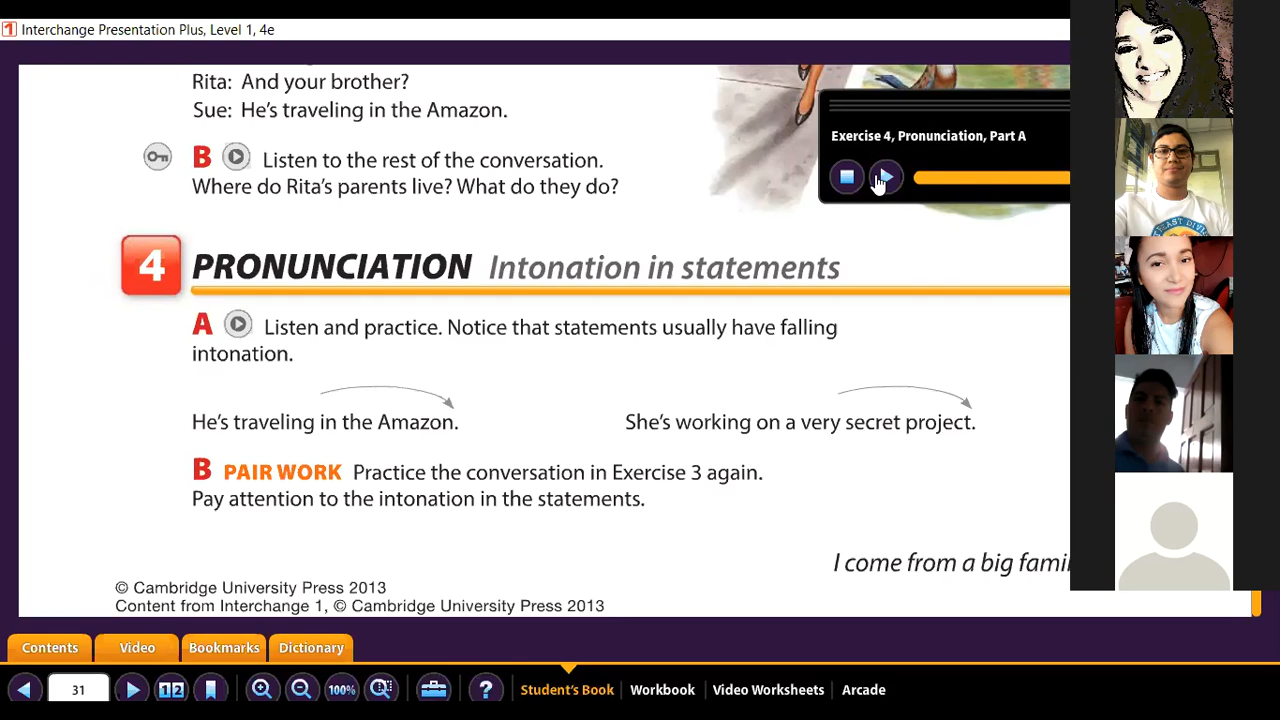 Interchange Presentation Plus, Level 1, 4e
Rita: And your brother?
Sue: He's traveling in the Amazon.
Exercise 4, Pronunciation, Part A
B Listen to the rest of the conversation.
Where do Rita's parents live? What do they do?
4 PRONUNCIATION Intonation in statements
A Listen and practice. Notice that statements usually have falling
intonation.
He's traveling in the Amazon. She's working on a very secret project.
B PAIR WORK Practice the conversation in Exercise 3 again.
Pay attention to the intonation in the statements.
I come from a big fami
© Cambridge University Press 2013
Content from Interchange 1, © Cambridge University Press 2013
Contents Video Bookmarks Dictionary
31 1 2 100% ? Student's Book Workbook Video Worksheets Arcade